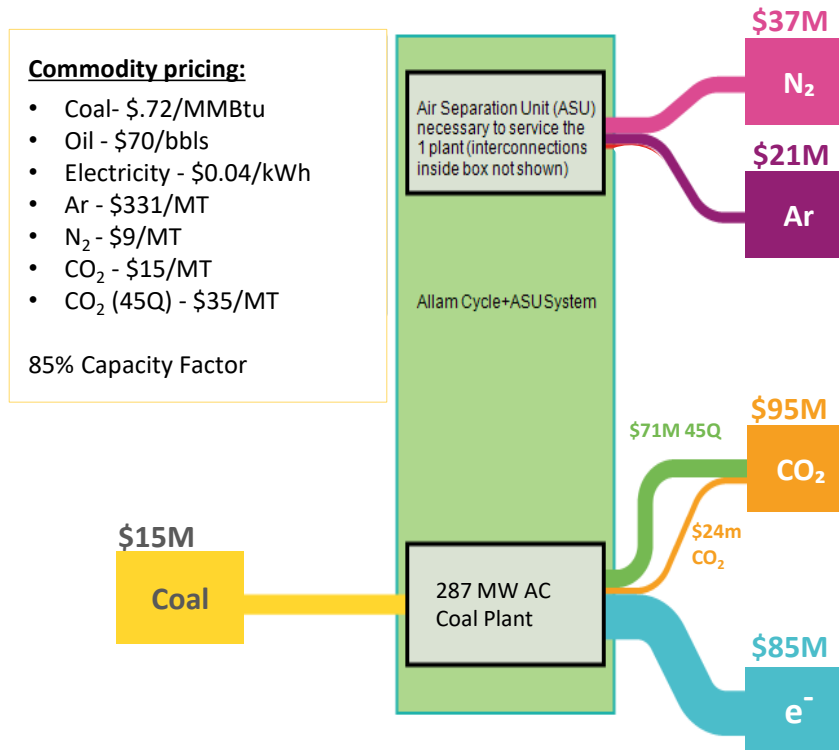 Commodity pricing:
• Coal- $.72/MMBtu
• Oil - $70/bbls
• Electricity - $0.04/kWh
• Ar - $331/MT
• N₂ - $9/MT
• CO₂ - $15/MT
• CO₂ (45Q) - $35/MT
85% Capacity Factor
Air Separation Unit (ASU)
necessary to service the
1 plant (interconnections
inside box not shown)
Allam Cycle+ASU System
$37M
N₂
$21M
Ar
$95M
$71M 45Q
CO₂
$24m
CO₂
$15M
Coal
287 MW AC
Coal Plant
$85M
e⁻